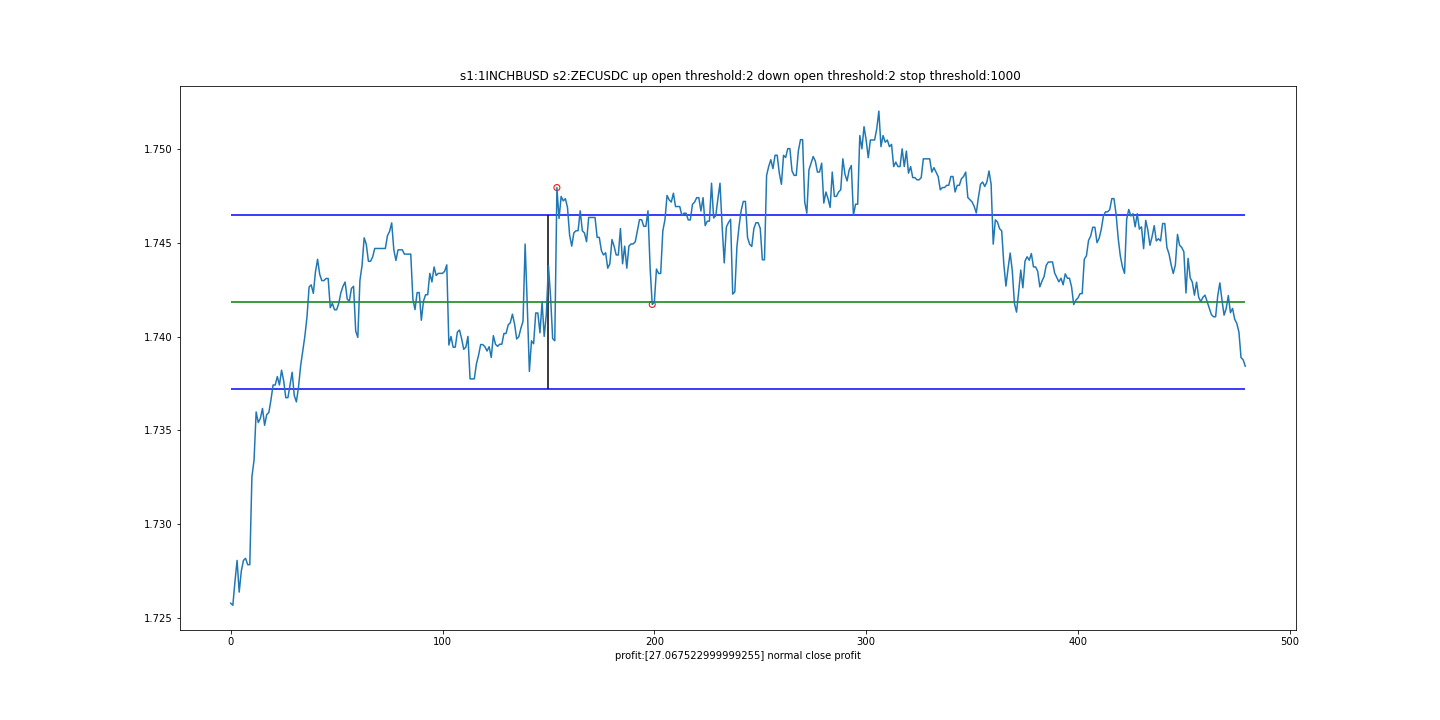 s1:1INCHBUSD s2:ZECUSDC up open threshold:2 down open threshold:2 stop threshold:1000
1.750
1.745
1.740
1.735
1.730
1.725
0 100 200 300 400 500
profit:[27.067522999999255] normal close profit